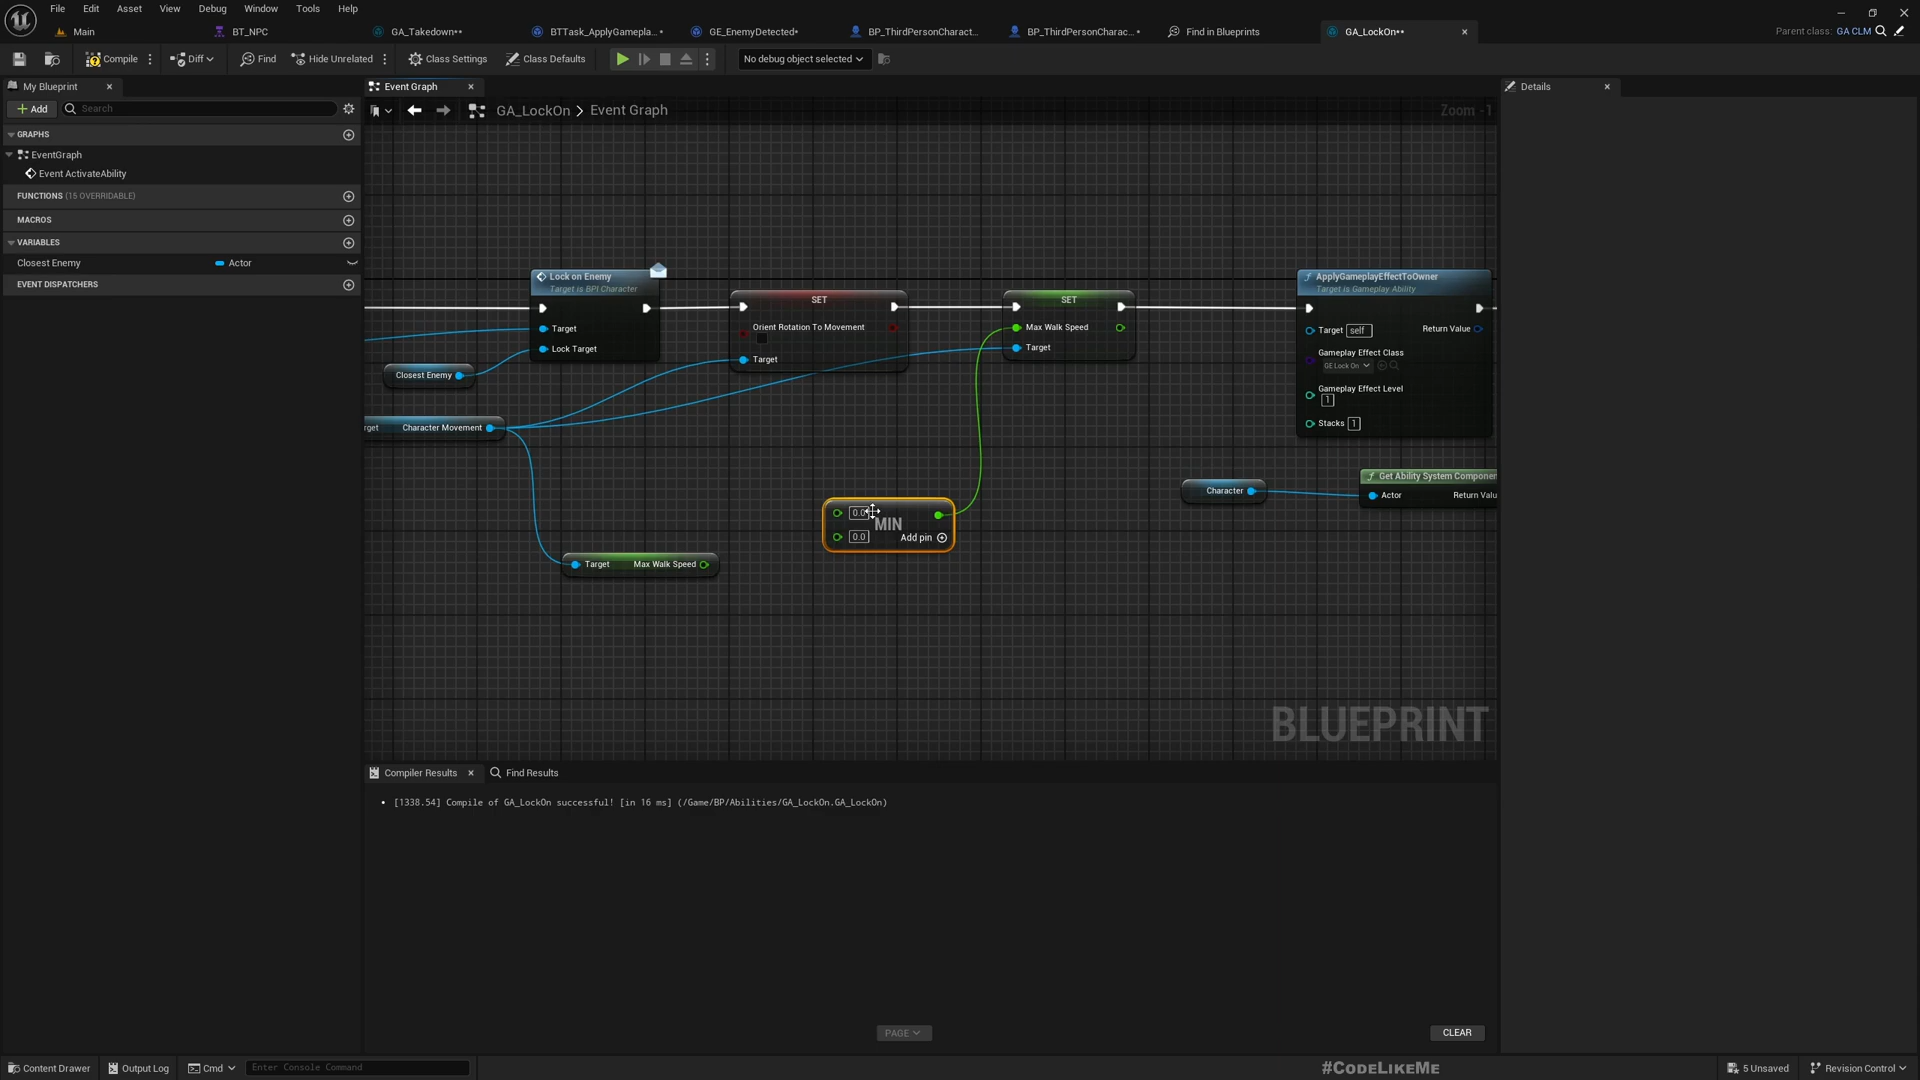 File Edit Asset View Debug Window Tools Help
Main BT_NPC GA_Takedown** BTTask_ApplyGamepla...* GE_EnemyDetected* BP_ThirdPersonCharact... BP_ThirdPersonCharac...* Find in Blueprints GA_LockOn**
Parent class: GA CLM
Compile Diff Find Hide Unrelated Class Settings Class Defaults No debug object selected
My Blueprint
Add Search
GRAPHS
EventGraph
Event ActivateAbility
FUNCTIONS (15 OVERRIDABLE)
MACROS
VARIABLES
Closest Enemy Actor
EVENT DISPATCHERS
Event Graph
GA_LockOn > Event Graph
Zoom -1
Lock on Enemy
Target is BPI Character
Target
Lock Target
Closest Enemy
rget Character Movement
SET
Orient Rotation To Movement
Target
SET
Max Walk Speed
Target
ApplyGameplayEffectToOwner
Target is Gameplay Ability
Target self Return Value
Gameplay Effect Class
GE Lock On
Gameplay Effect Level
1
Stacks 1
Character
Get Ability System Componen
Actor Return Valu
0.0
MIN
0.0 Add pin
Target Max Walk Speed
BLUEPRINT
Details
Compiler Results Find Results
• [1338.54] Compile of GA_LockOn successful! [in 16 ms] (/Game/BP/Abilities/GA_LockOn.GA_LockOn)
PAGE
CLEAR
Content Drawer Output Log Cmd Enter Console Command
#CODELIKEME
5 Unsaved Revision Control